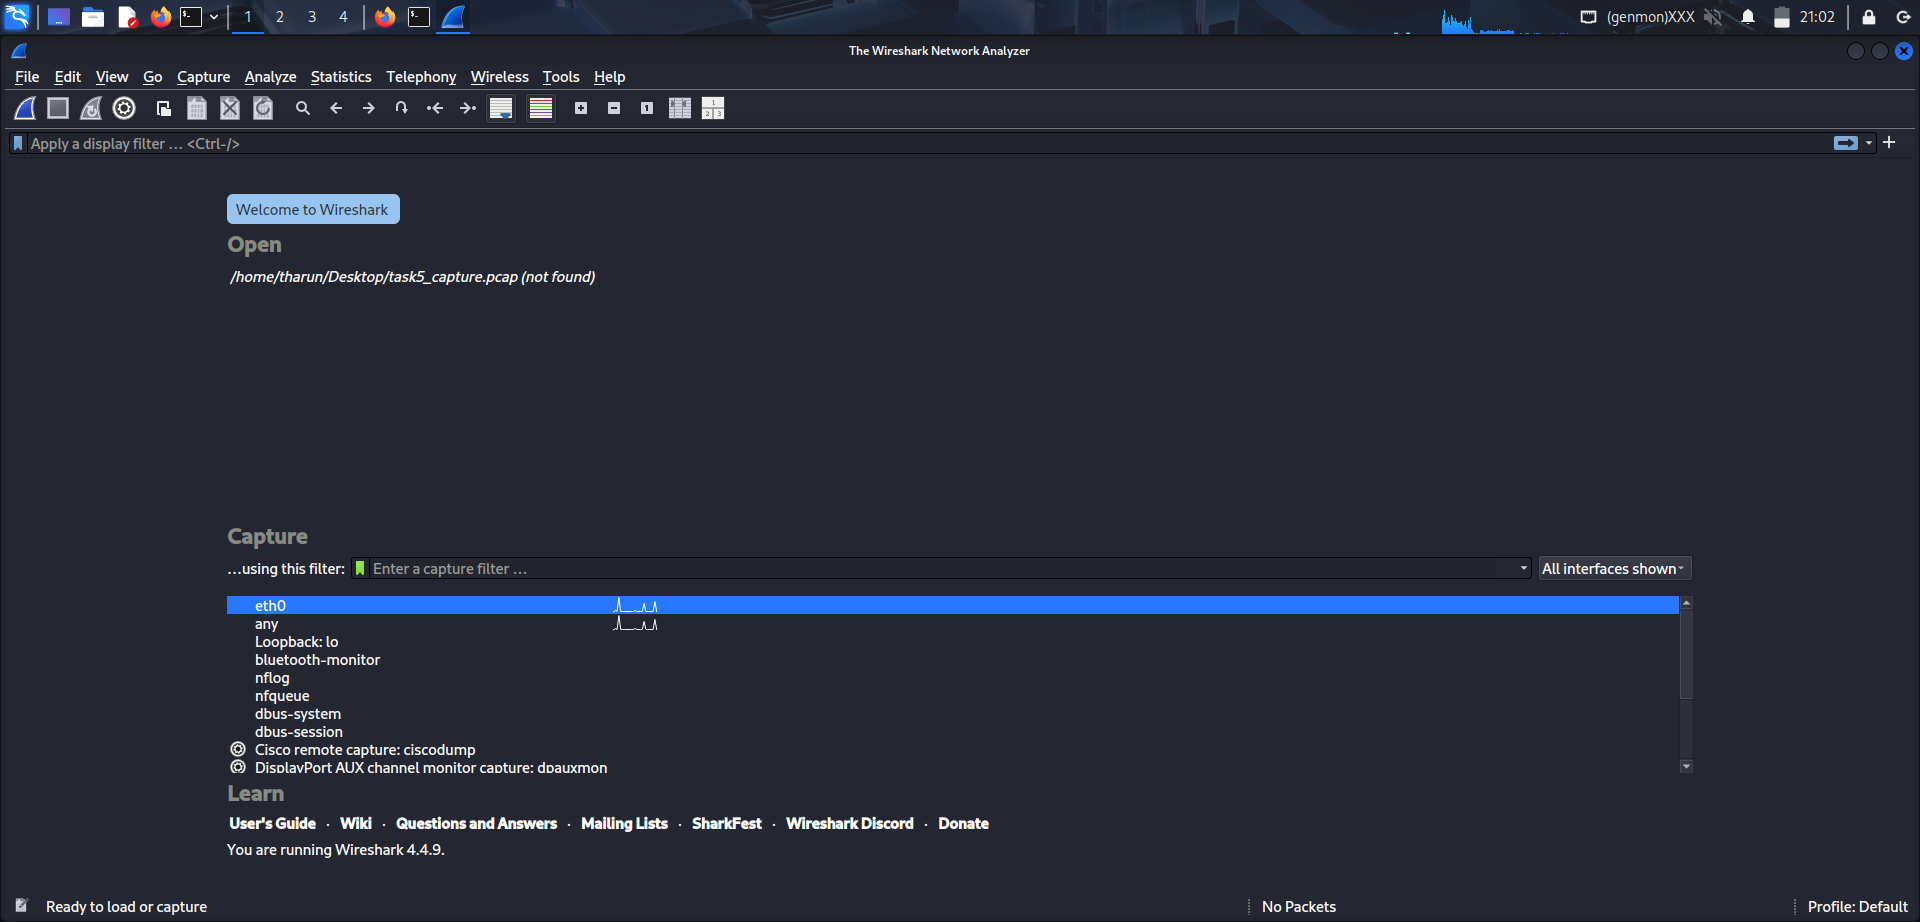 1 2 3 4 (genmon)XXX 21:02
The Wireshark Network Analyzer
File Edit View Go Capture Analyze Statistics Telephony Wireless Tools Help
Apply a display filter … <Ctrl-/>
Welcome to Wireshark
Open
/home/tharun/Desktop/task5_capture.pcap (not found)
Capture
…using this filter: Enter a capture filter … All interfaces shown
eth0
any
Loopback: lo
bluetooth-monitor
nflog
nfqueue
dbus-system
dbus-session
Cisco remote capture: ciscodump
DisplayPort AUX channel monitor capture: dpauxmon
Learn
User's Guide · Wiki · Questions and Answers · Mailing Lists · SharkFest · Wireshark Discord · Donate
You are running Wireshark 4.4.9.
Ready to load or capture No Packets Profile: Default